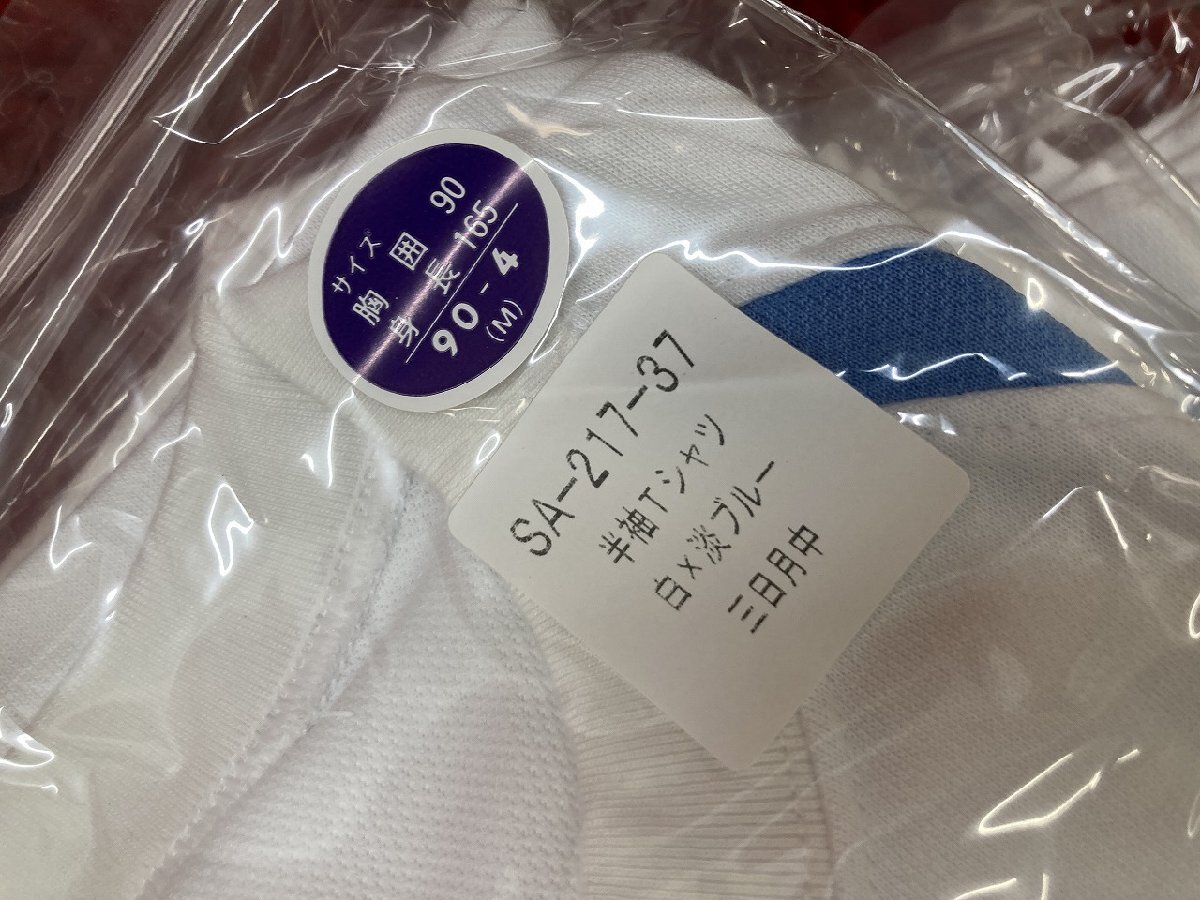 サイズ
胸囲 90
身長 165
90-4
(M)
SA-217-37
半袖Tシャツ
白×淡ブルー
三日月中